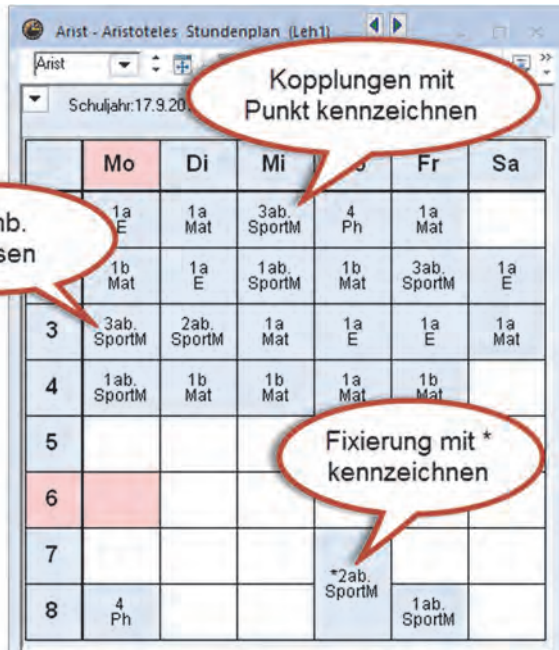 Arist - Aristoteles Stundenplan (Leh1)
Arist
Kopplungen mit
Punkt kennzeichnen
Schuljahr:17.9.20
Mo Di Mi Fr Sa
1a 1a 3ab. 4 1a
E Mat SportM Ph Mat
1b 1a 1ab. 1b 3ab. 1a
Mat E SportM Mat SportM E
3 3ab. 2ab. 1a 1a 1a 1a
SportM SportM Mat E E Mat
4 1ab. 1b 1b 1a 1b
SportM Mat Mat Mat Mat
5
Fixierung mit *
kennzeichnen
6
7
*2ab.
SportM
8 4 1ab.
Ph SportM